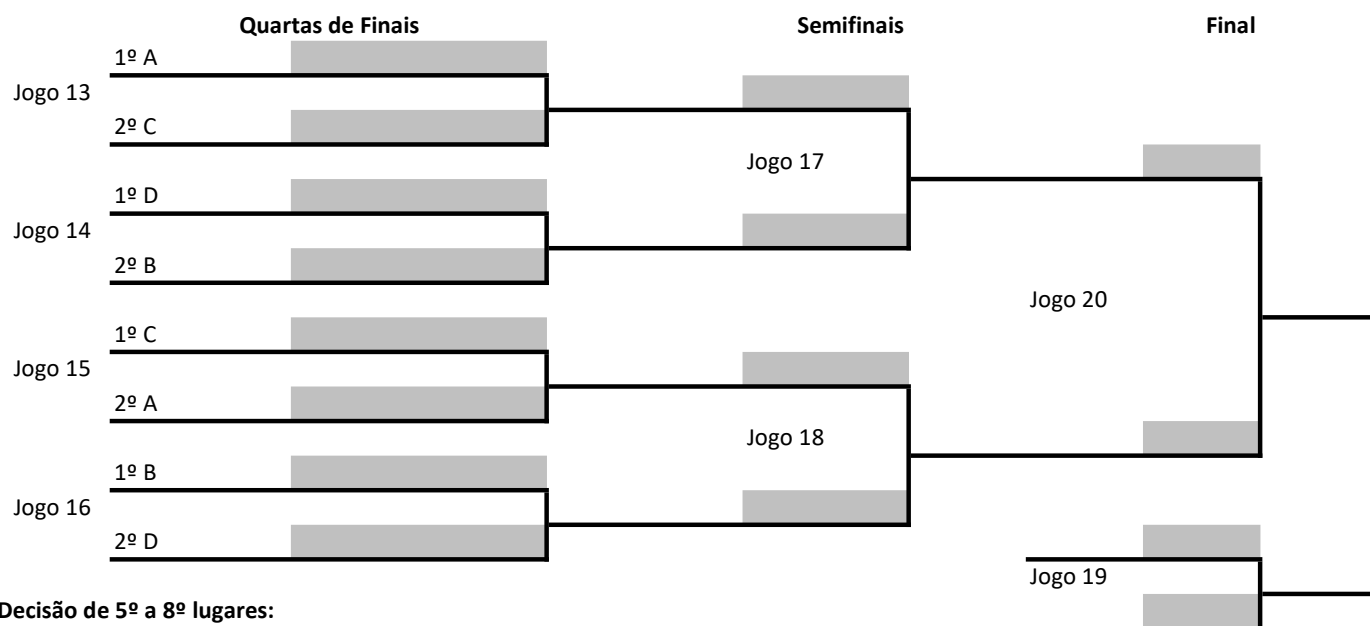 Quartas de Finais Semifinais Final
1º A
Jogo 13
2º C
Jogo 17
1º D
Jogo 14
2º B
Jogo 20
1º C
Jogo 15
2º A
Jogo 18
1º B
Jogo 16
2º D
Jogo 19
Decisão de 5º a 8º lugares: